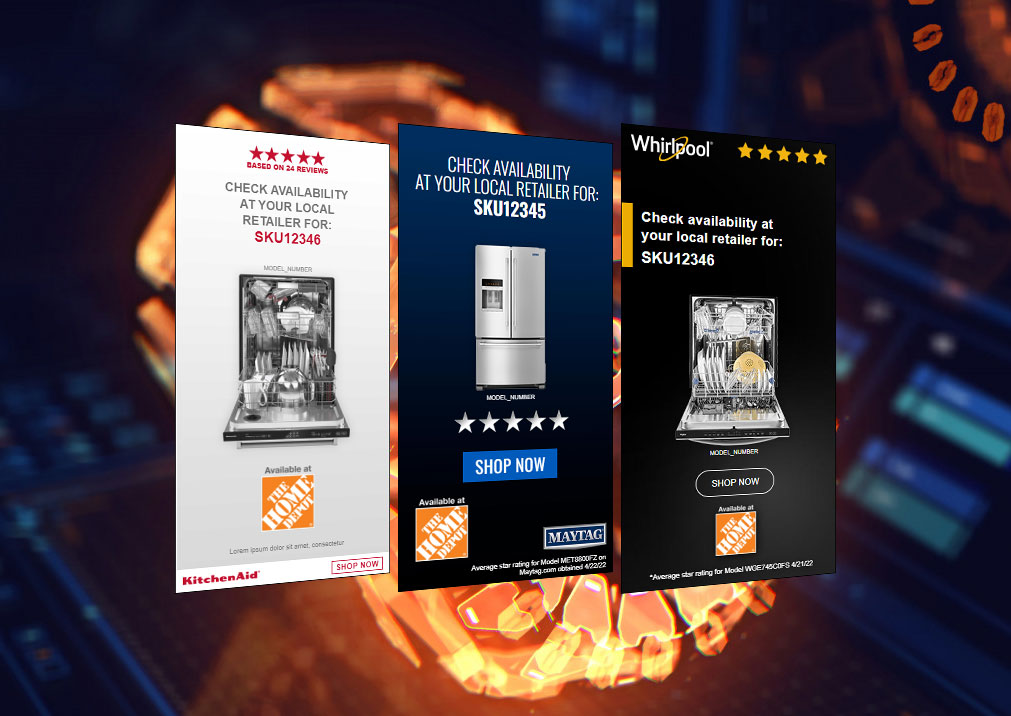 BASED ON 24 REVIEWS
CHECK AVAILABILITY
AT YOUR LOCAL
RETAILER FOR:
SKU12346
MODEL_NUMBER
Available at
THE
HOME
DEPOT
Lorem ipsum dolor sit amet, consectetur
KitchenAid®
SHOP NOW
CHECK AVAILABILITY
AT YOUR LOCAL RETAILER FOR:
SKU12345
MODEL_NUMBER
SHOP NOW
Available at
THE
HOME
DEPOT
MAYTAG
Average star rating for Model MET8800FZ on
Maytag.com obtained 4/22/22
Whirlpool®
Check availability at
your local retailer for:
SKU12346
MODEL_NUMBER
SHOP NOW
Available at
THE
HOME
DEPOT
*Average star rating for Model WGE745C0FS 4/21/22